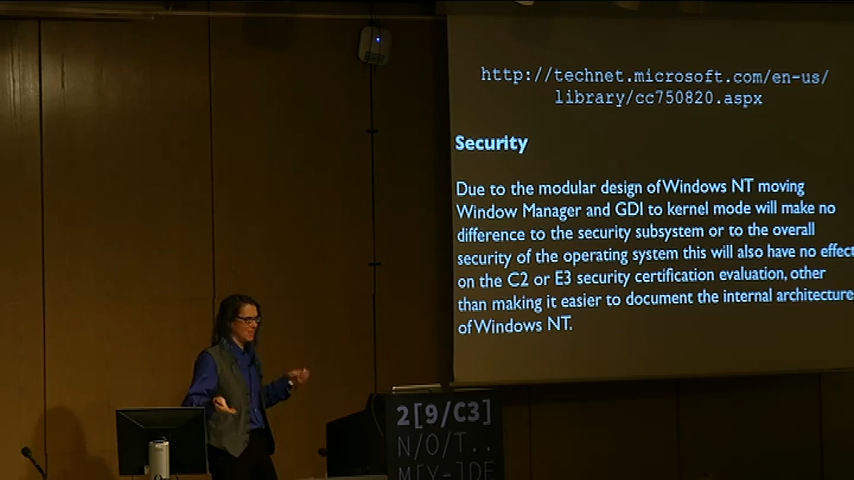 http://technet.microsoft.com/en-us/
library/cc750820.aspx
Security
Due to the modular design of Windows NT moving
Window Manager and GDI to kernel mode will make no
difference to the security subsystem or to the overall
security of the operating system this will also have no effect
on the C2 or E3 security certification evaluation, other
than making it easier to document the internal architecture
of Windows NT.
2[9/C3]
N/O/T..
M[Y-]DE